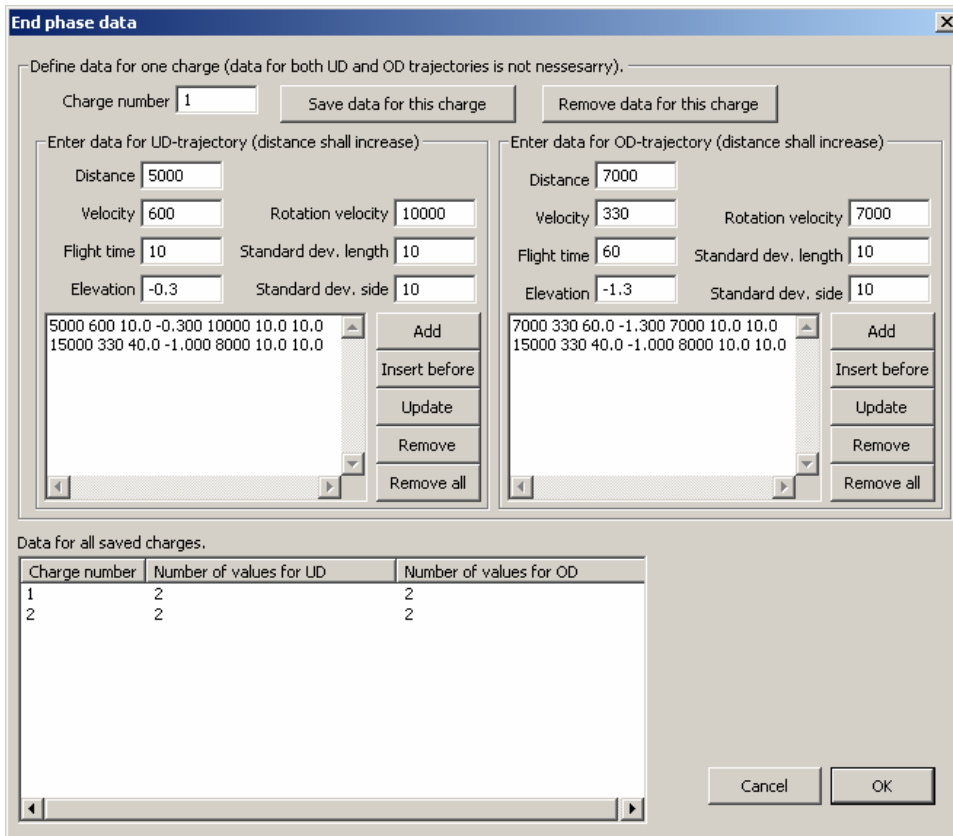 End phase data
Define data for one charge (data for both UD and OD trajectories is not nessesarry).
Charge number 1 Save data for this charge Remove data for this charge
Enter data for UD-trajectory (distance shall increase)
Distance 5000
Velocity 600 Rotation velocity 10000
Flight time 10 Standard dev. length 10
Elevation -0.3 Standard dev. side 10
5000 600 10.0 -0.300 10000 10.0 10.0
15000 330 40.0 -1.000 8000 10.0 10.0
Add
Insert before
Update
Remove
Remove all
Enter data for OD-trajectory (distance shall increase)
Distance 7000
Velocity 330 Rotation velocity 7000
Flight time 60 Standard dev. length 10
Elevation -1.3 Standard dev. side 10
7000 330 60.0 -1.300 7000 10.0 10.0
15000 330 40.0 -1.000 8000 10.0 10.0
Add
Insert before
Update
Remove
Remove all
Data for all saved charges.
Charge number Number of values for UD Number of values for OD
1 2 2
2 2 2
Cancel OK